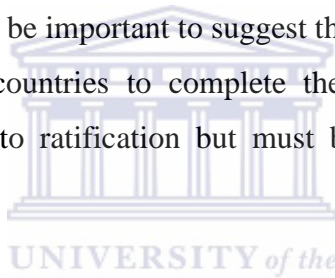 be important to suggest th
countries to complete the
to ratification but must b
UNIVERSITY of the